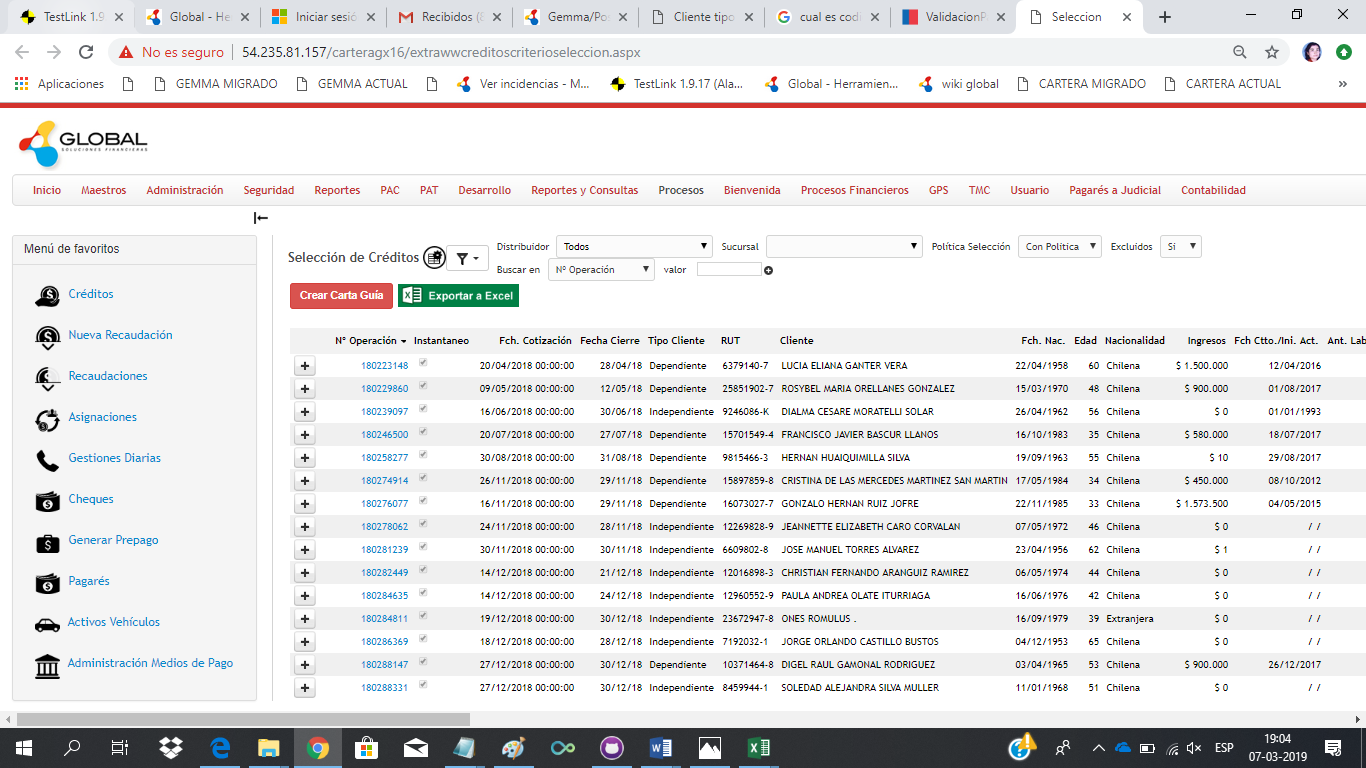 TestLink 1.9
Global - He
Iniciar sesió
Recibidos (8
Gemma/Po
Cliente tipo
cual es codi
ValidacionP
Seleccion
No es seguro
54.235.81.157/carteragx16/extrawwcreditoscriterioseleccion.aspx
Aplicaciones
GEMMA MIGRADO
GEMMA ACTUAL
Ver incidencias - M...
TestLink 1.9.17 (Ala...
Global - Herramien...
wiki global
CARTERA MIGRADO
CARTERA ACTUAL
»
GLOBAL
SOLUCIONES FINANCIERAS
Inicio Maestros Administración Seguridad Reportes PAC PAT Desarrollo Reportes y Consultas Procesos Bienvenida Procesos Financieros GPS TMC Usuario Pagarés a Judicial Contabilidad
Menú de favoritos
Créditos
Nueva Recaudación
Recaudaciones
Asignaciones
Gestiones Diarias
Cheques
Generar Prepago
Pagarés
Activos Vehículos
Administración Medios de Pago
Selección de Créditos
Distribuidor Todos Sucursal Política Selección Con Politica Excluidos Si
Buscar en Nº Operación valor
Crear Carta Guía Exportar a Excel
Nº Operación Instantaneo Fch. Cotización Fecha Cierre Tipo Cliente RUT Cliente Fch. Nac. Edad Nacionalidad Ingresos Fch Ctto./Ini. Act. Ant. Lab
180223148 20/04/2018 00:00:00 28/04/18 Dependiente 6379140-7 LUCIA ELIANA GANTER VERA 22/04/1958 60 Chilena $ 1.500.000 12/04/2016
180229860 09/05/2018 00:00:00 12/05/18 Dependiente 25851902-7 ROSYBEL MARIA ORELLANES GONZALEZ 15/03/1970 48 Chilena $ 900.000 01/08/2017
180239097 16/06/2018 00:00:00 30/06/18 Independiente 9246086-K DIALMA CESARE MORATELLI SOLAR 26/04/1962 56 Chilena $ 0 01/01/1993
180246500 20/07/2018 00:00:00 27/07/18 Dependiente 15701549-4 FRANCISCO JAVIER BASCUR LLANOS 16/10/1983 35 Chilena $ 580.000 18/07/2017
180258277 30/08/2018 00:00:00 31/08/18 Dependiente 9815466-3 HERNAN HUAIQUIMILLA SILVA 19/09/1963 55 Chilena $ 10 29/08/2017
180274914 26/11/2018 00:00:00 29/11/18 Dependiente 15897859-8 CRISTINA DE LAS MERCEDES MARTINEZ SAN MARTIN 17/05/1984 34 Chilena $ 450.000 08/10/2012
180276077 16/11/2018 00:00:00 29/11/18 Dependiente 16073027-7 GONZALO HERNAN RUIZ JOFRE 22/11/1985 33 Chilena $ 1.573.500 04/05/2015
180278062 24/11/2018 00:00:00 28/11/18 Independiente 12269828-9 JEANNETTE ELIZABETH CARO CORVALAN 07/05/1972 46 Chilena $ 0 / /
180281239 30/11/2018 00:00:00 30/11/18 Independiente 6609802-8 JOSE MANUEL TORRES ALVAREZ 23/04/1956 62 Chilena $ 1 / /
180282449 14/12/2018 00:00:00 21/12/18 Independiente 12016898-3 CHRISTIAN FERNANDO ARANGUIZ RAMIREZ 06/05/1974 44 Chilena $ 0 / /
180284635 14/12/2018 00:00:00 24/12/18 Independiente 12960552-9 PAULA ANDREA OLATE ITURRIAGA 16/06/1976 42 Chilena $ 0 / /
180284811 19/12/2018 00:00:00 30/12/18 Independiente 23672947-8 ONES ROMULUS . 16/09/1979 39 Extranjera $ 0 / /
180286369 18/12/2018 00:00:00 28/12/18 Independiente 7192032-1 JORGE ORLANDO CASTILLO BUSTOS 04/12/1953 65 Chilena $ 0 / /
180288147 27/12/2018 00:00:00 30/12/18 Dependiente 10371464-8 DIGEL RAUL GAMONAL RODRIGUEZ 03/04/1965 53 Chilena $ 900.000 26/12/2017
180288331 27/12/2018 00:00:00 30/12/18 Independiente 8459944-1 SOLEDAD ALEJANDRA SILVA MULLER 11/01/1968 51 Chilena $ 0 / /
ESP
19:04
07-03-2019